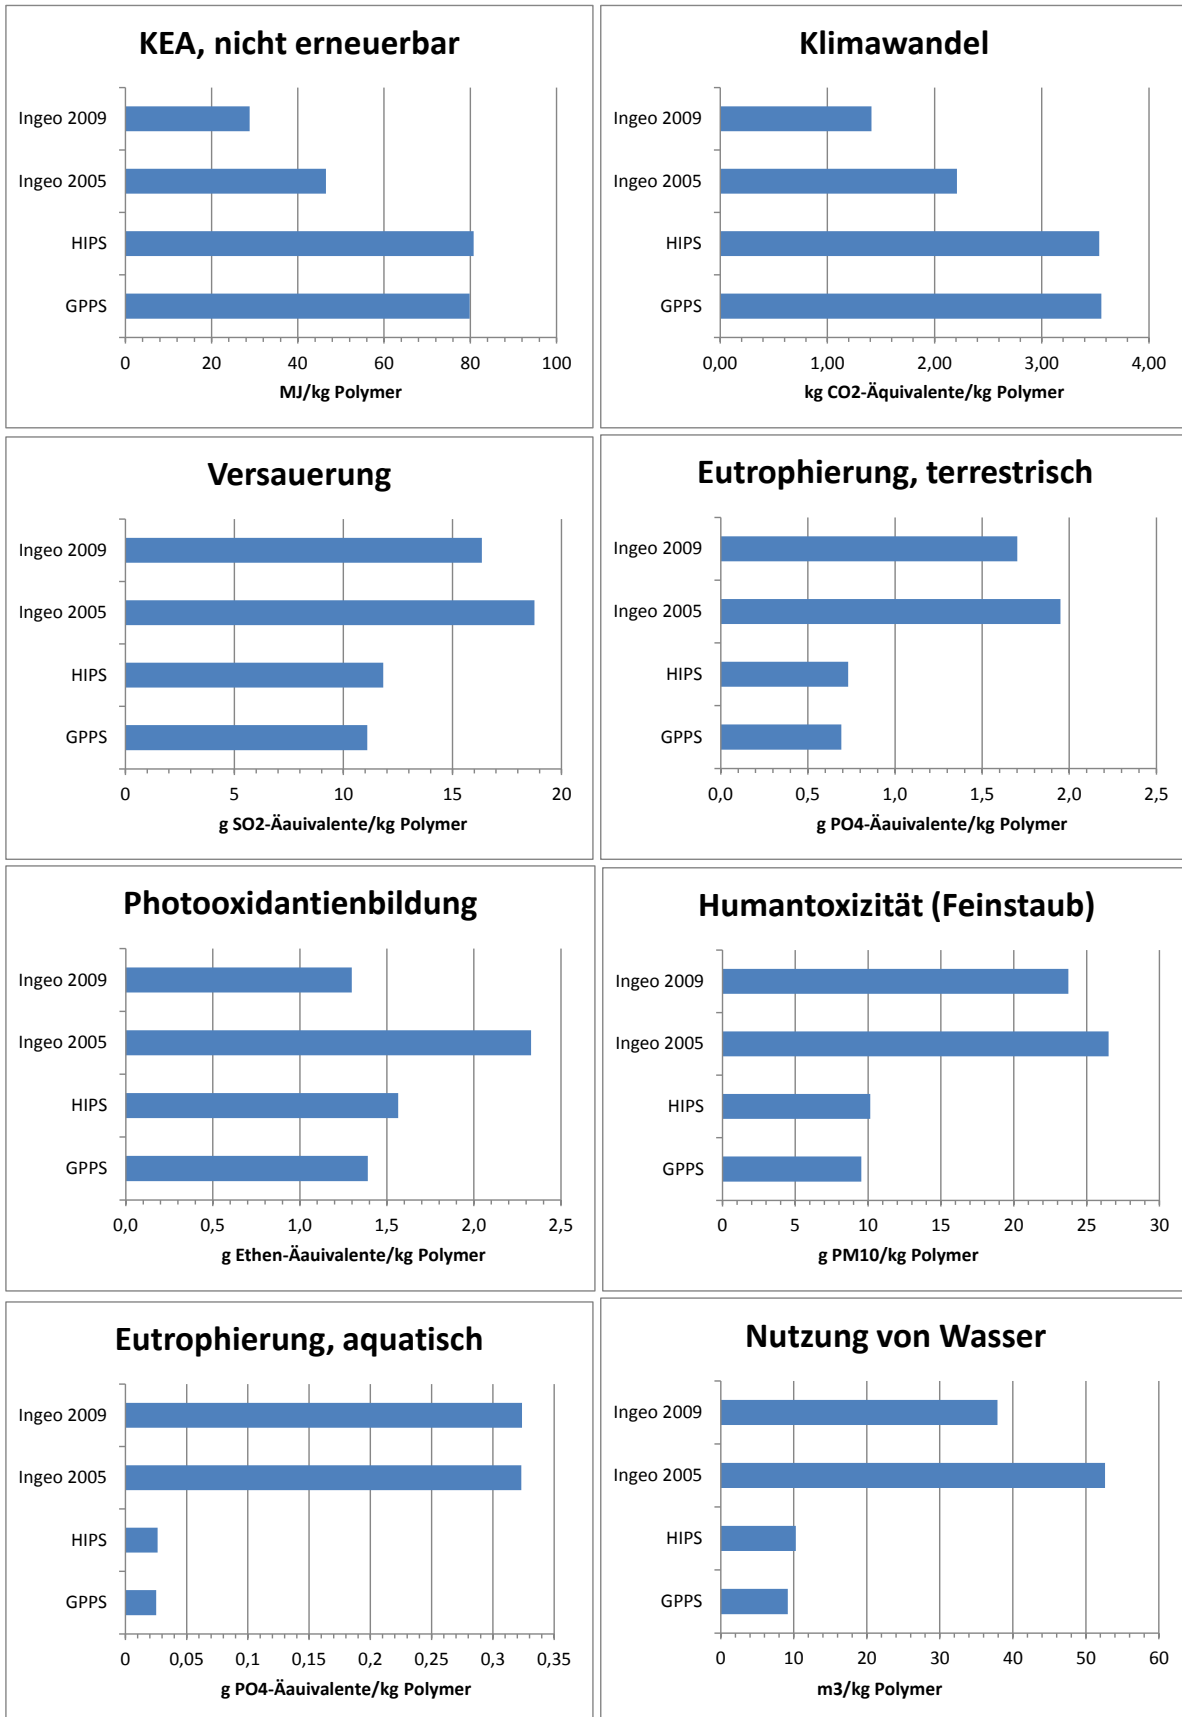 KEA, nicht erneuerbar
Ingeo 2009
Ingeo 2005
HIPS
GPPS
0 20 40 60 80 100
MJ/kg Polymer
Klimawandel
Ingeo 2009
Ingeo 2005
HIPS
GPPS
0,00 1,00 2,00 3,00 4,00
kg CO2-Äquivalente/kg Polymer
Versauerung
Ingeo 2009
Ingeo 2005
HIPS
GPPS
0 5 10 15 20
g SO2-Äauivalente/kg Polymer
Eutrophierung, terrestrisch
Ingeo 2009
Ingeo 2005
HIPS
GPPS
0,0 0,5 1,0 1,5 2,0 2,5
g PO4-Äauivalente/kg Polymer
Photooxidantienbildung
Ingeo 2009
Ingeo 2005
HIPS
GPPS
0,0 0,5 1,0 1,5 2,0 2,5
g Ethen-Äauivalente/kg Polymer
Humantoxizität (Feinstaub)
Ingeo 2009
Ingeo 2005
HIPS
GPPS
0 5 10 15 20 25 30
g PM10/kg Polymer
Eutrophierung, aquatisch
Ingeo 2009
Ingeo 2005
HIPS
GPPS
0 0,05 0,1 0,15 0,2 0,25 0,3 0,35
g PO4-Äauivalente/kg Polymer
Nutzung von Wasser
Ingeo 2009
Ingeo 2005
HIPS
GPPS
0 10 20 30 40 50 60
m3/kg Polymer